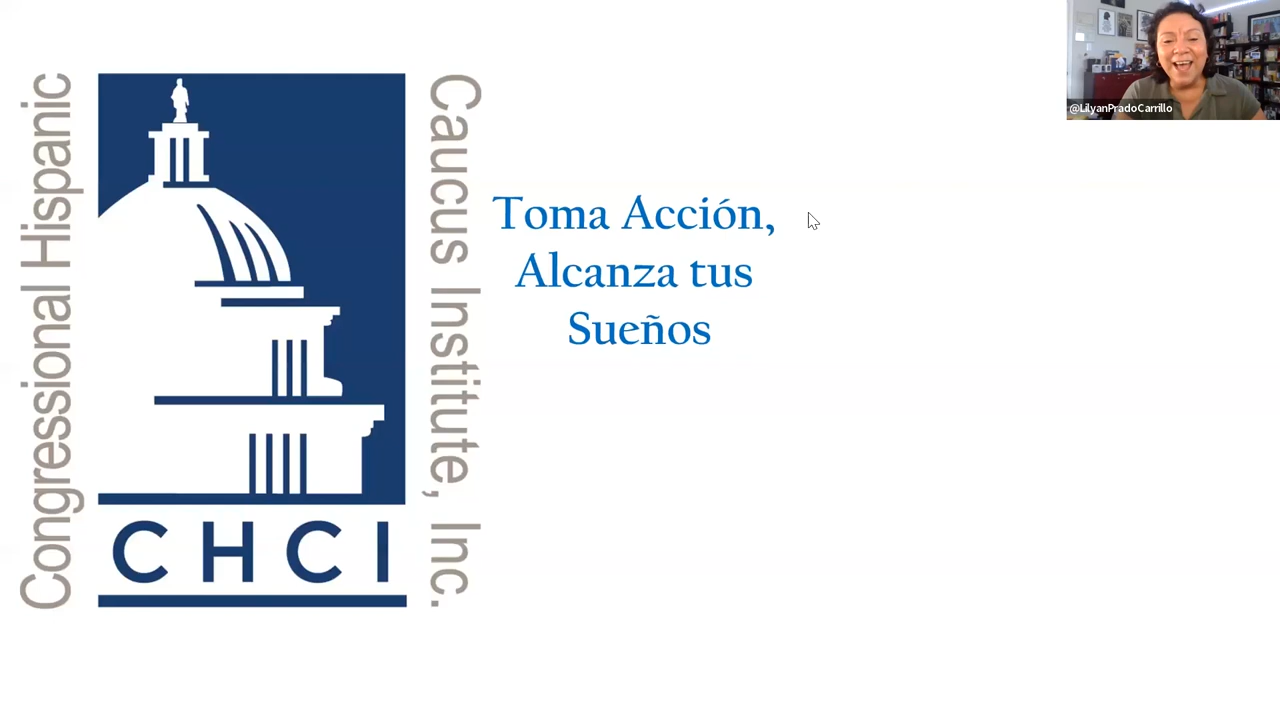 Congressional Hispanic
Caucus Institute, Inc.
CHCI
Toma Acción,
Alcanza tus
Sueños
@LilyanPradoCarrillo